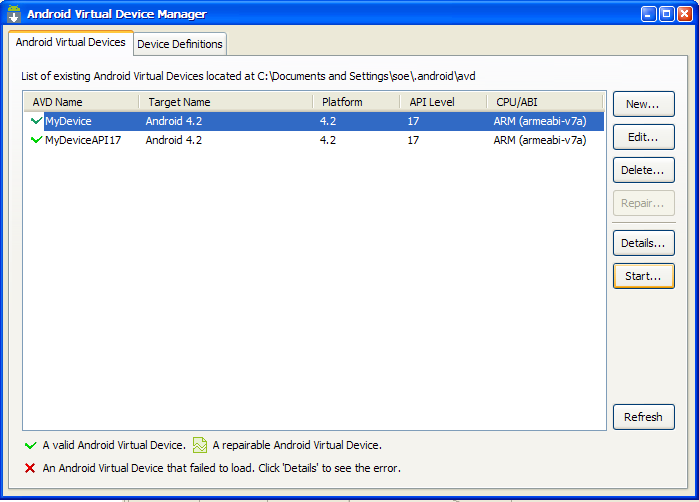 Android Virtual Device Manager
Android Virtual Devices Device Definitions
List of existing Android Virtual Devices located at C:\Documents and Settings\soe\.android\avd
AVD Name Target Name Platform API Level CPU/ABI
MyDevice Android 4.2 4.2 17 ARM (armeabi-v7a)
MyDeviceAPI17 Android 4.2 4.2 17 ARM (armeabi-v7a)
New...
Edit...
Delete...
Repair...
Details...
Start...
Refresh
A valid Android Virtual Device. A repairable Android Virtual Device.
An Android Virtual Device that failed to load. Click 'Details' to see the error.